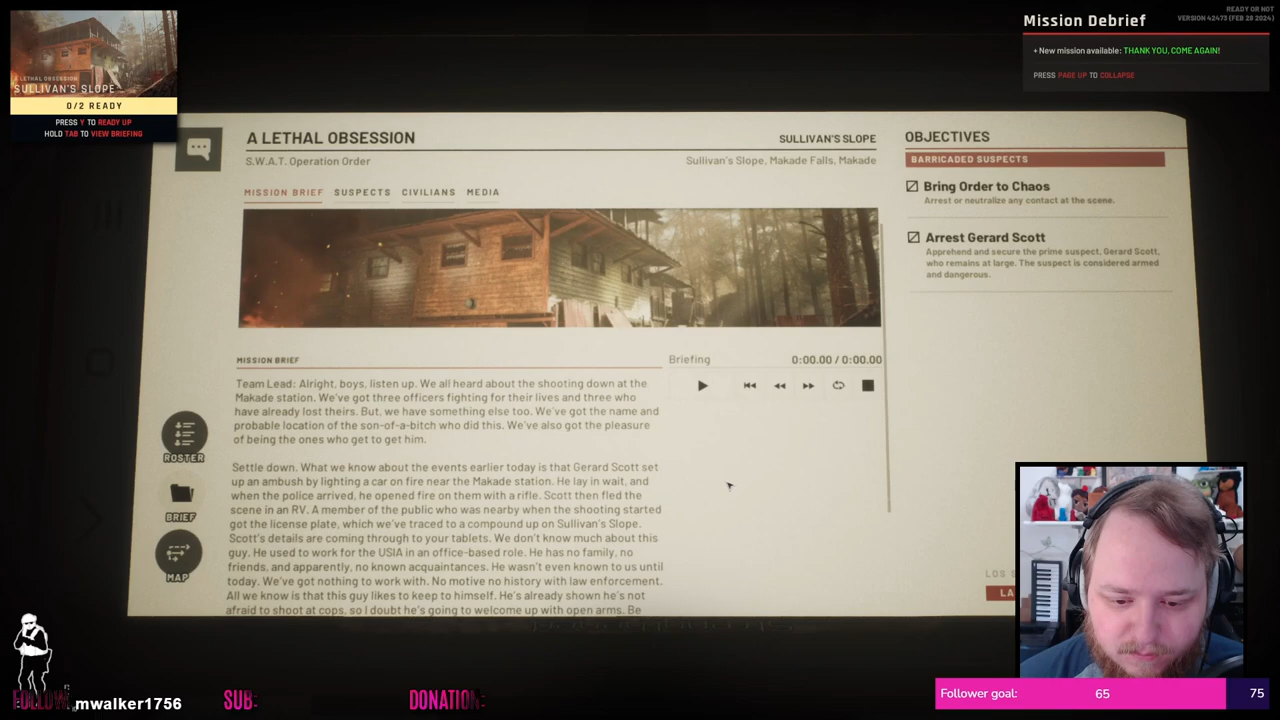 READY OR NOT
VERSION 42473 (FEB 28 2024)
Mission Debrief
+ New mission available: THANK YOU, COME AGAIN!
PRESS PAGE UP TO COLLAPSE
A LETHAL OBSESSION
SULLIVAN'S SLOPE
0/2 READY
PRESS Y TO READY UP
HOLD TAB TO VIEW BRIEFING
A LETHAL OBSESSION
SULLIVAN'S SLOPE
S.W.A.T. Operation Order
Sullivan's Slope, Makade Falls, Makade
MISSION BRIEF SUSPECTS CIVILIANS MEDIA
MISSION BRIEF
Team Lead: Alright, boys, listen up. We all heard about the shooting down at the
Makade station. We've got three officers fighting for their lives and three who
have already lost theirs. But, we have something else too. We've got the name and
probable location of the son-of-a-bitch who did this. We've also got the pleasure
of being the ones who get to get him.
Settle down. What we know about the events earlier today is that Gerard Scott set
up an ambush by lighting a car on fire near the Makade station. He lay in wait, and
when the police arrived, he opened fire on them with a rifle. Scott then fled the
scene in an RV. A member of the public who was nearby when the shooting started
got the license plate, which we've traced to a compound up on Sullivan's Slope.
Scott's details are coming through to your tablets. We don't know much about this
guy. He used to work for the USIA in an office-based role. He has no family, no
friends, and apparently, no known acquaintances. He wasn't even known to us until
today. We've got nothing to work with. No motive no history with law enforcement.
All we know is that this guy likes to keep to himself. He's already shown he's not
afraid to shoot at cops, so I doubt he's going to welcome up with open arms. Be
Briefing
0:00.00 / 0:00.00
OBJECTIVES
BARRICADED SUSPECTS
Bring Order to Chaos
Arrest or neutralize any contact at the scene.
Arrest Gerard Scott
Apprehend and secure the prime suspect, Gerard Scott,
who remains at large. The suspect is considered armed
and dangerous.
ROSTER
BRIEF
MAP
LOS
LA
FOLLOW:
mwalker1756
SUB:
DONATION:
Follower goal:
65
75